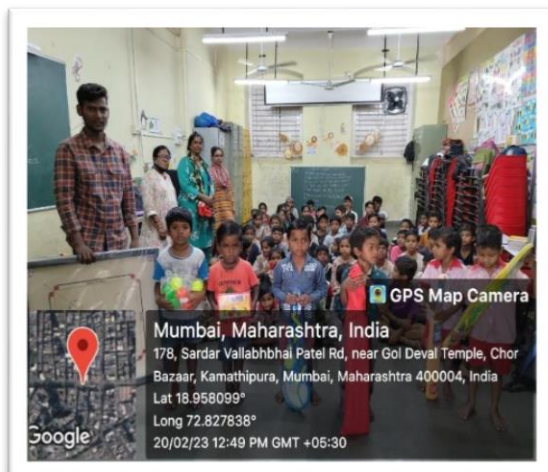 GPS Map Camera
Mumbai, Maharashtra, India
178, Sardar Vallabhbhai Patel Rd, near Gol Deval Temple, Chor
Bazaar, Kamathipura, Mumbai, Maharashtra 400004, India
Lat 18.958099°
Long 72.827838°
20/02/23 12:49 PM GMT +05:30
Google